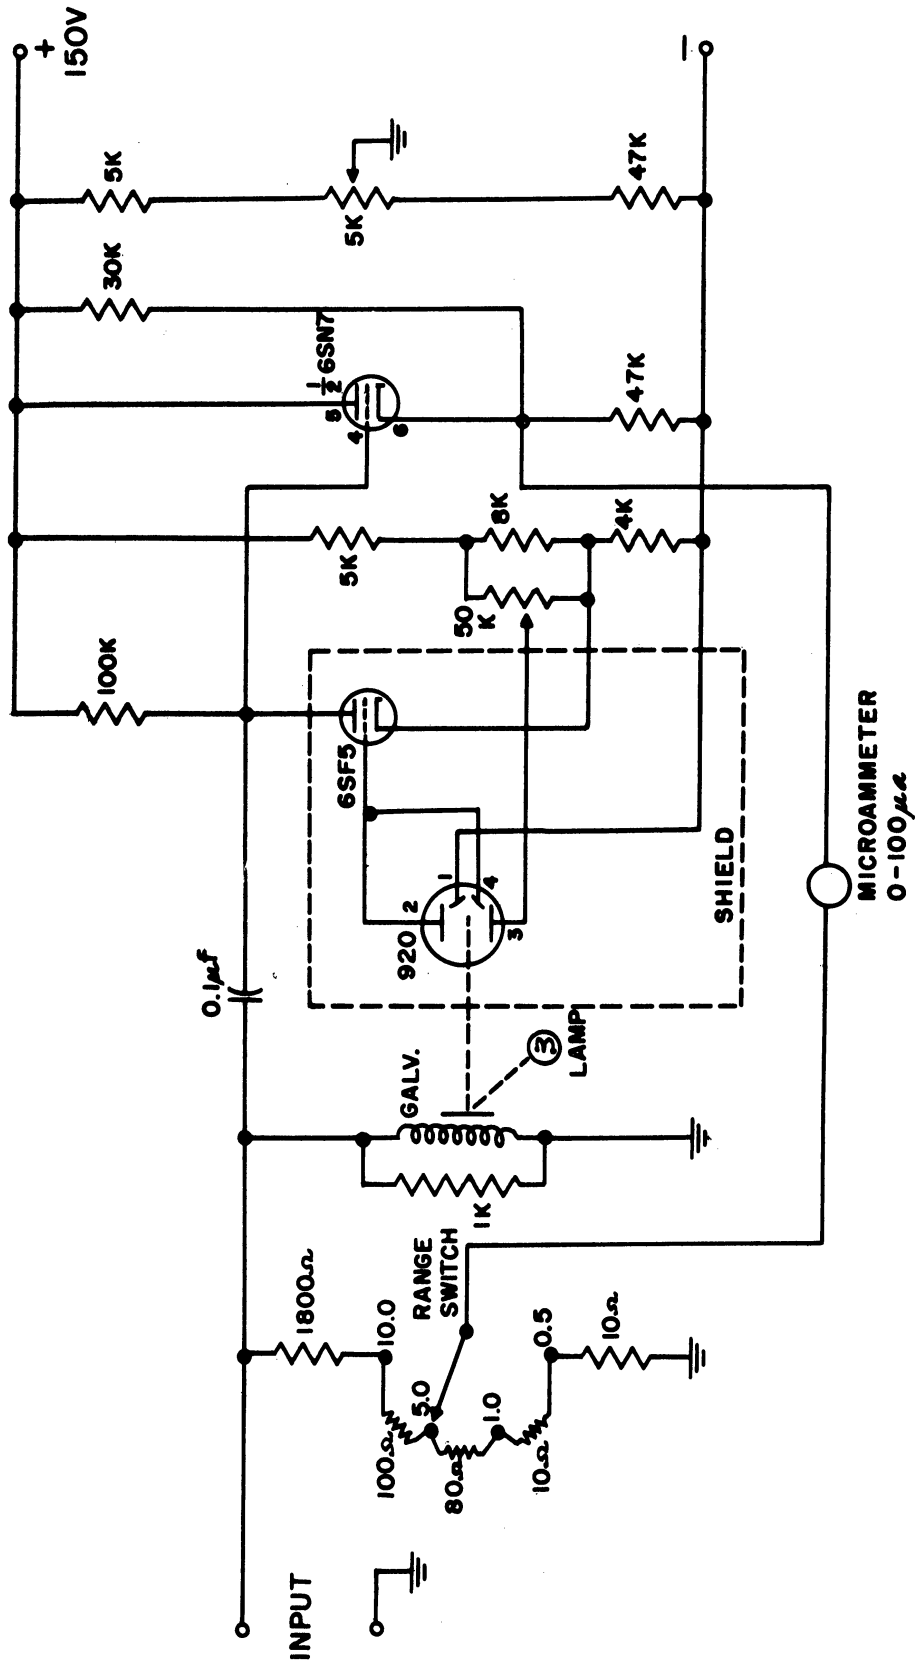 +
150V
5K
5K
47K
–
30K
1/2 6SN7
5
4
6
47K
5K
8K
50
K
4K
100K
6SF5
920
2
1
4
3
SHIELD
MICROAMMETER
0-100μa
0.1μf
GALV.
3
LAMP
1K
RANGE
SWITCH
1800Ω
10.0
100Ω
5.0
80Ω
1.0
10Ω
0.5
10Ω
INPUT